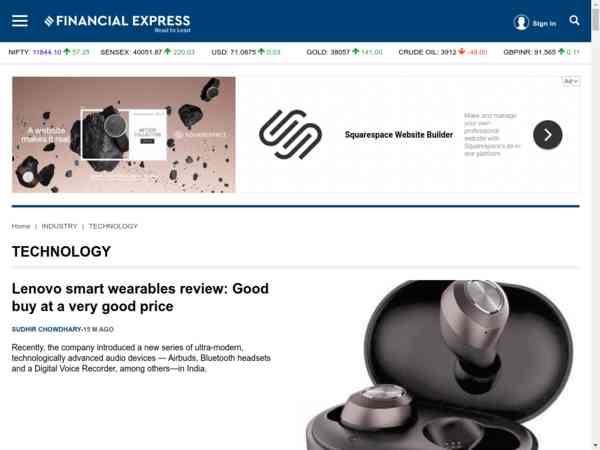 FINANCIAL EXPRESS
Read to Lead
Sign in
NIFTY: 11844.10 57.25 SENSEX: 40051.87 220.03 USD: 71.0875 0.03 GOLD: 38057 141.00 CRUDE OIL: 3912 -48.00 GBPINR: 91.565 0.11
Ad
A website
makes it real
SQUARESPACE
Squarespace Website Builder
Make and manage
your own
professional
website with
Squarespace's all-in-
one platform
Home | INDUSTRY | TECHNOLOGY
TECHNOLOGY
Lenovo smart wearables review: Good
buy at a very good price
SUDHIR CHOWDHARY-15 M AGO
Recently, the company introduced a new series of ultra-modern,
technologically advanced audio devices — Airbuds, Bluetooth headsets
and a Digital Voice Recorder, among others—in India.